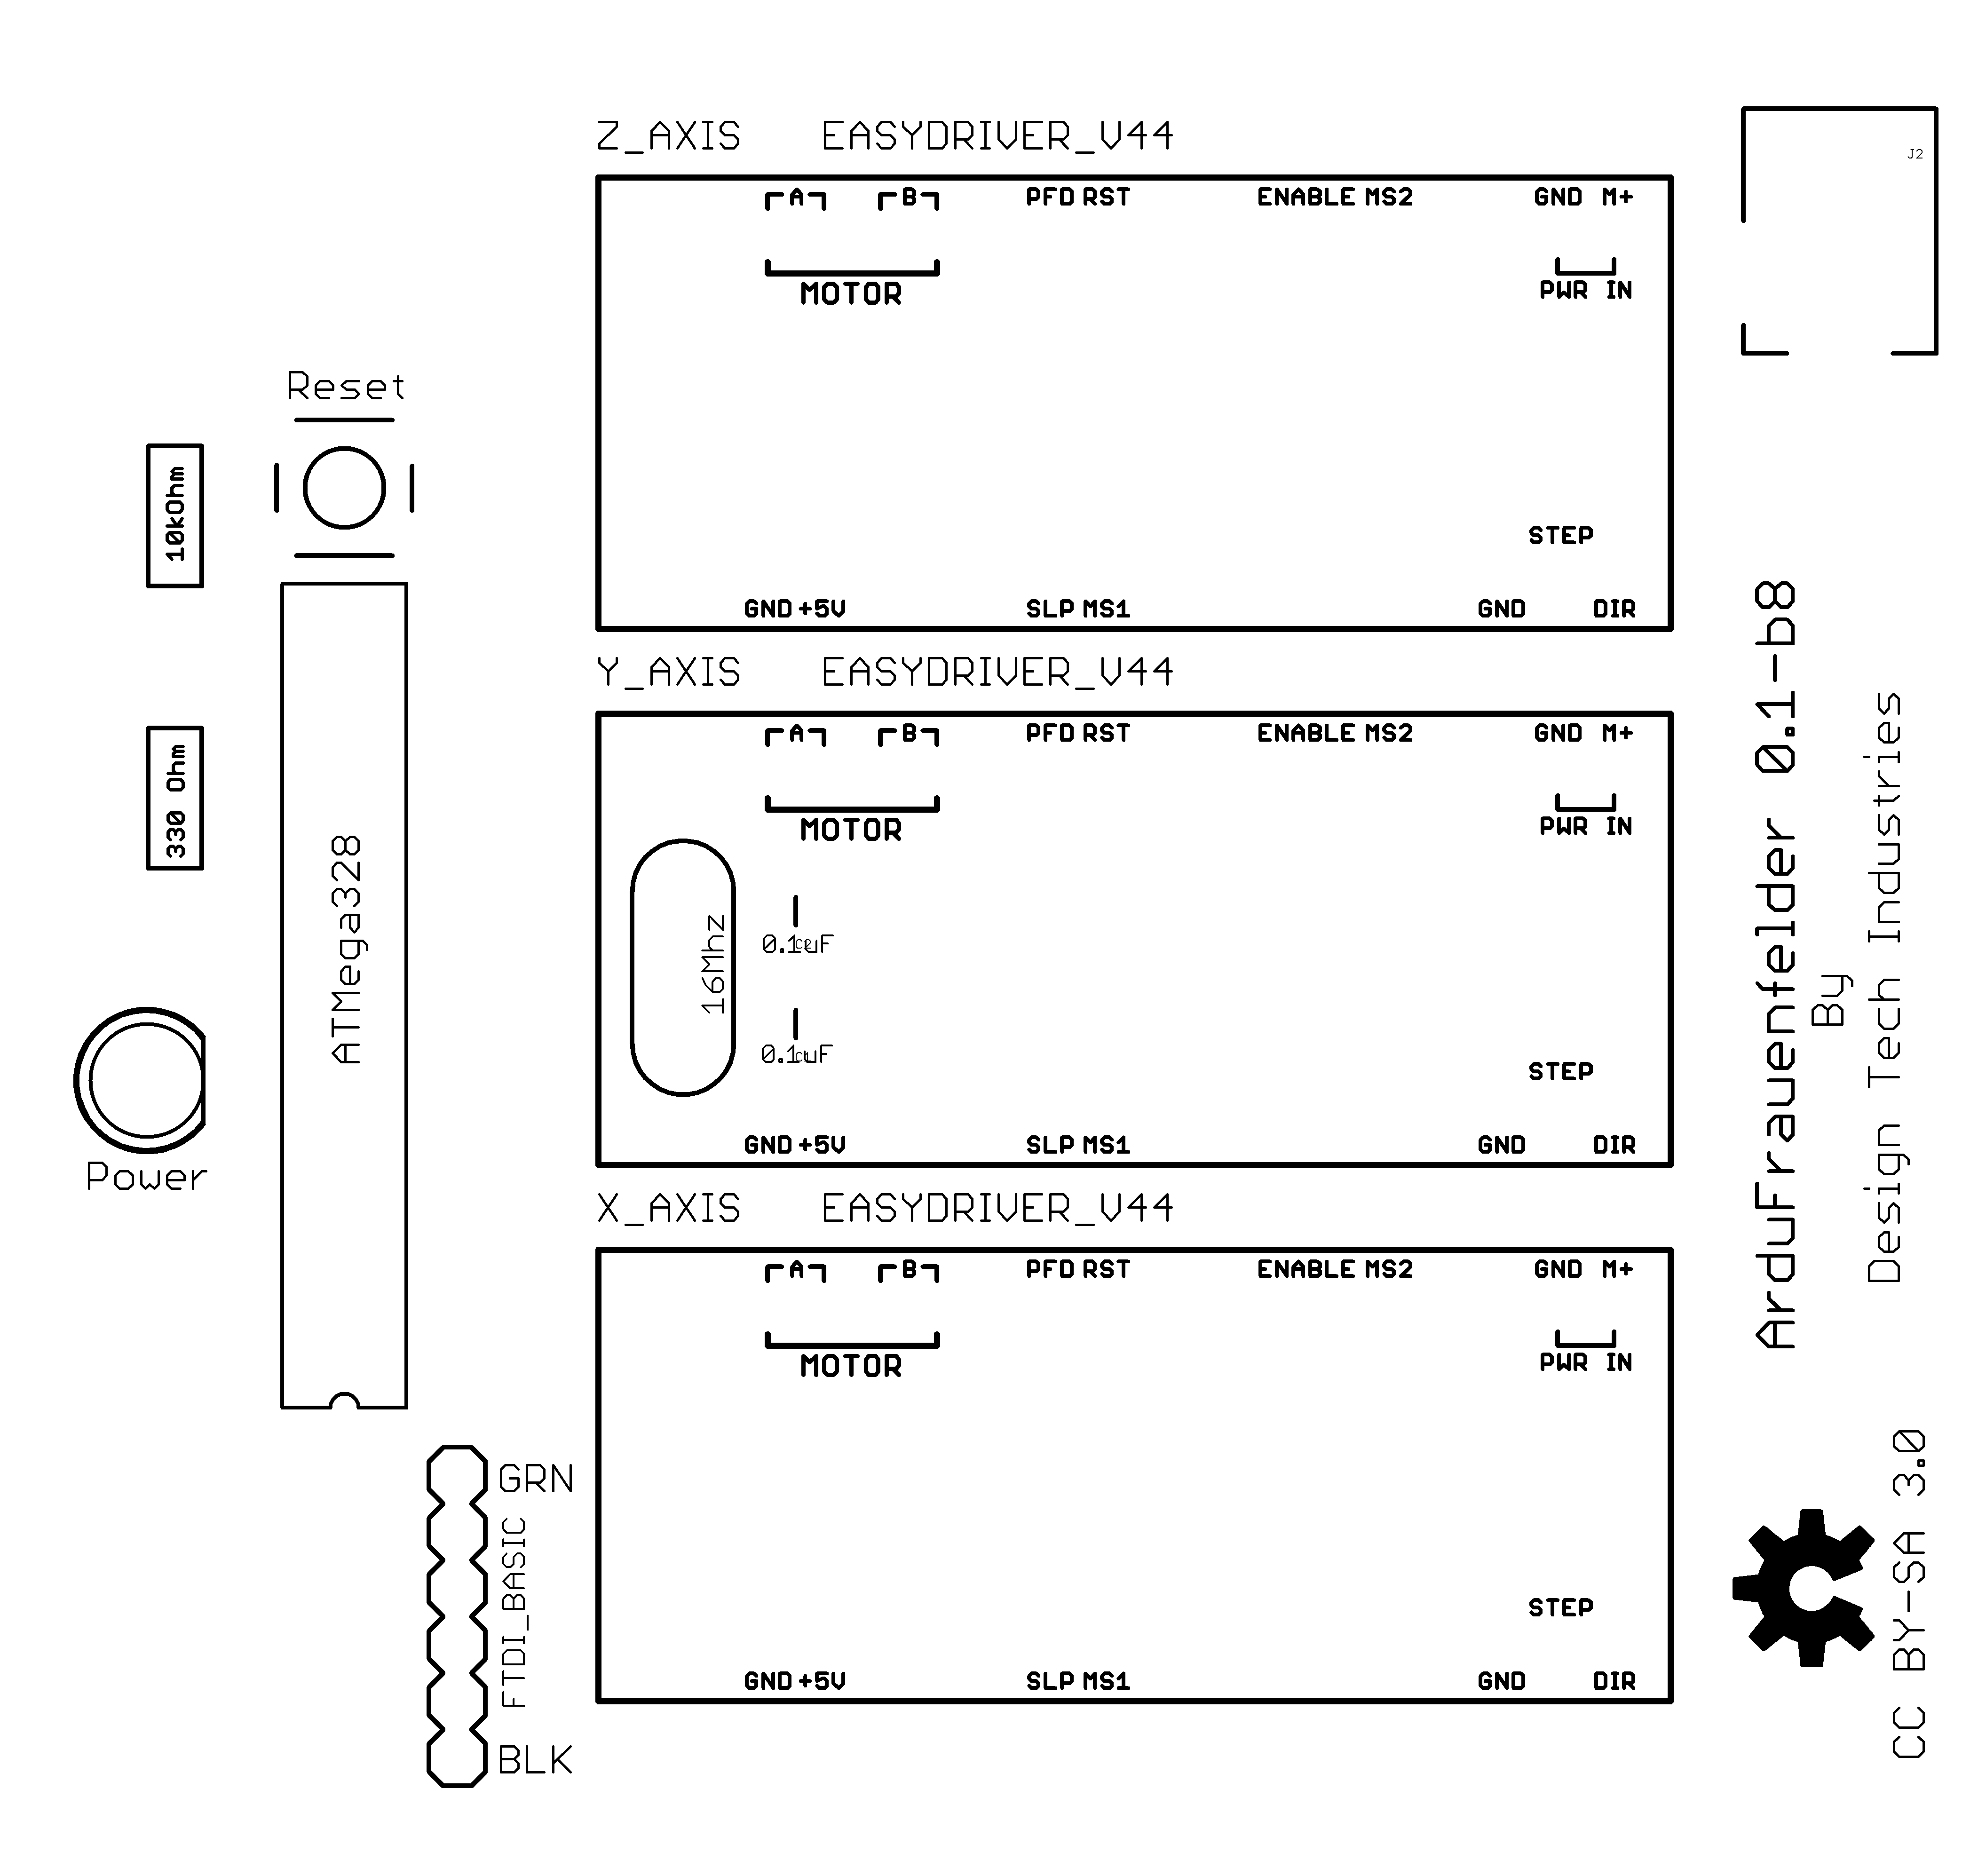 Z_AXIS EASYDRIVER_V44
A B PFD RST ENABLE MS2 GND M+
MOTOR PWR IN
STEP
GND +5V SLP MS1 GND DIR
J2
Reset
10kOhm
330 Ohm
ATMega328
Power
Y_AXIS EASYDRIVER_V44
A B PFD RST ENABLE MS2 GND M+
MOTOR PWR IN
16Mhz
0.1uF
0.1uF
STEP
GND +5V SLP MS1 GND DIR
X_AXIS EASYDRIVER_V44
A B PFD RST ENABLE MS2 GND M+
MOTOR PWR IN
STEP
GND +5V SLP MS1 GND DIR
GRN
FTDI_BASIC
BLK
ArduFrauenfelder 0.1-b8
By
Design Tech Industries
CC BY-SA 3.0